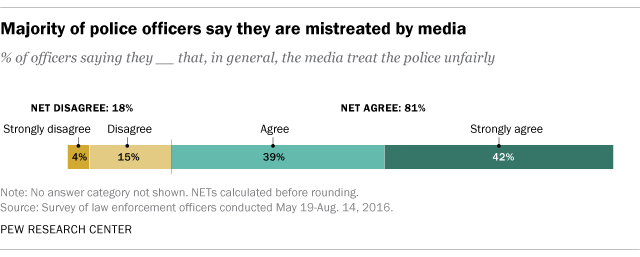 Majority of police officers say they are mistreated by media
% of officers saying they __ that, in general, the media treat the police unfairly
NET DISAGREE: 18% NET AGREE: 81%
Strongly disagree Disagree Agree Strongly agree
4% 15% 39% 42%
Note: No answer category not shown. NETs calculated before rounding.
Source: Survey of law enforcement officers conducted May 19-Aug. 14, 2016.
PEW RESEARCH CENTER